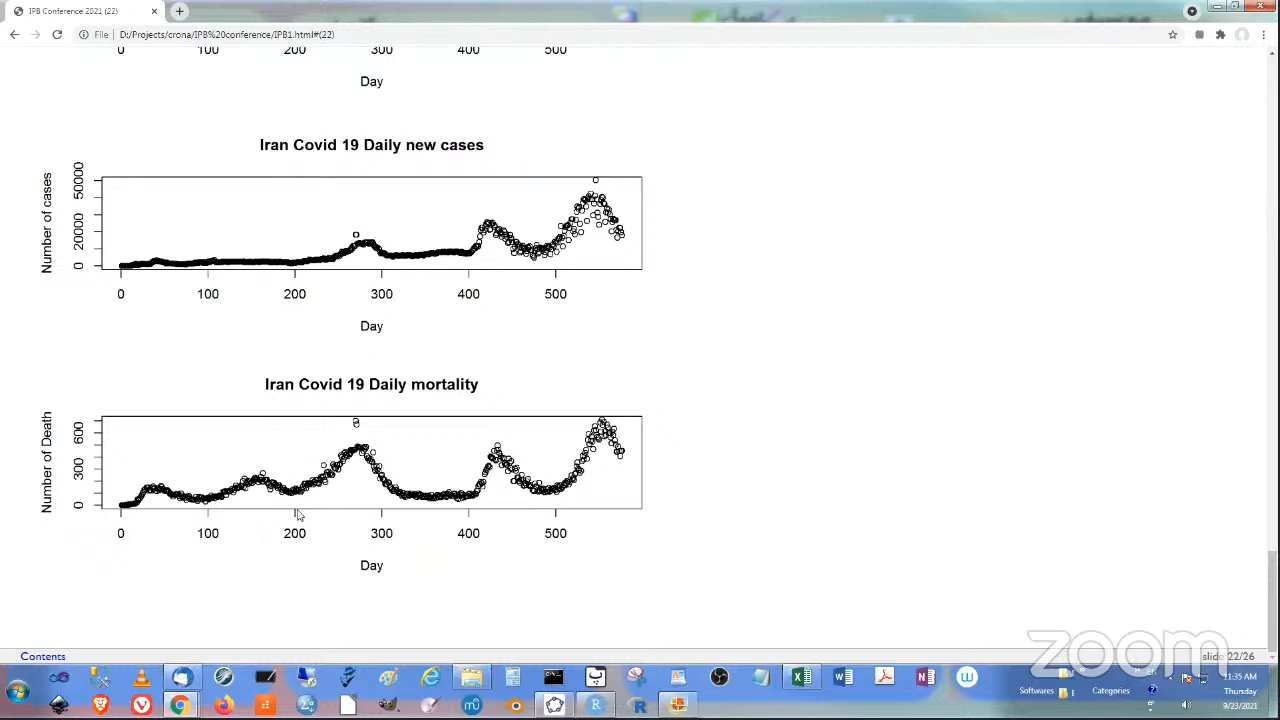 IPB Conference 2021 (22)
File D:/Projects/crona/IPB%20conference/IPB1.html#(22)
0 100 200 300 400 500
Day
Iran Covid 19 Daily new cases
Number of cases
50000
20000
0
0 100 200 300 400 500
Day
Iran Covid 19 Daily mortality
Number of Death
600
300
0
0 100 200 300 400 500
Day
zoom
Contents
slide 22/26
11:35 AM
Softwares
Categories
Thursday
9/23/2021